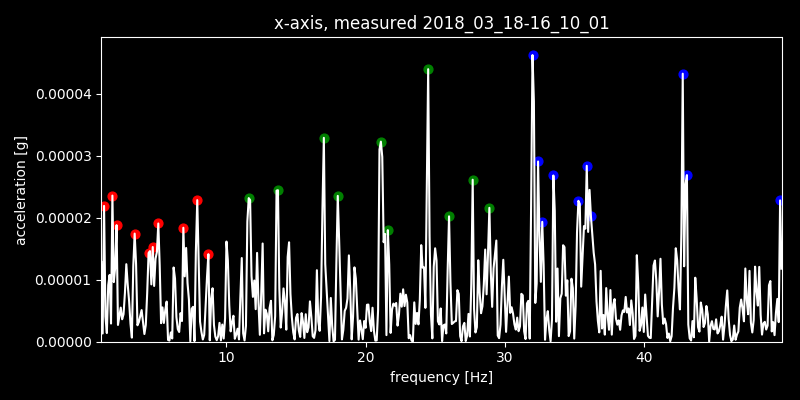 x-axis, measured 2018_03_18-16_10_01
acceleration [g]
0.00004
0.00003
0.00002
0.00001
0.00000
10 20 30 40
frequency [Hz]